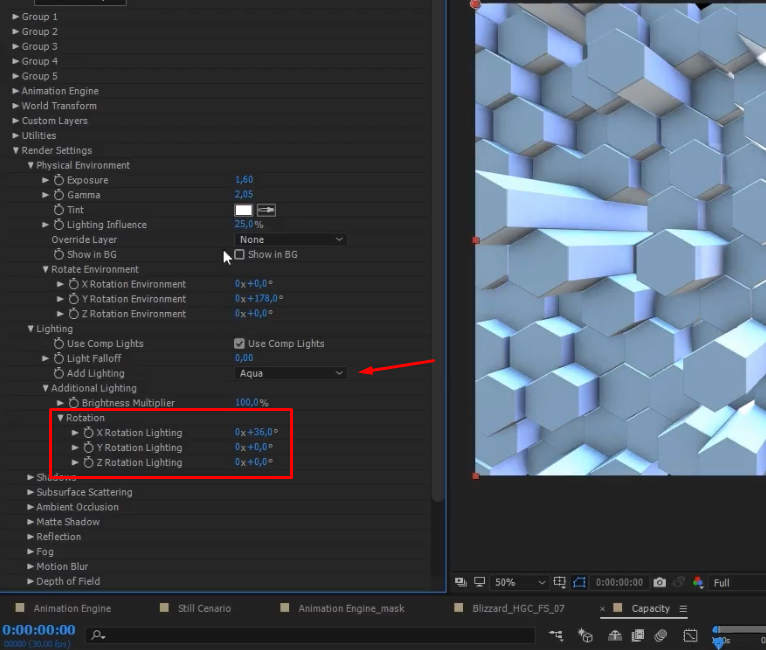 Group 1
Group 2
Group 3
Group 4
Group 5
Animation Engine
World Transform
Custom Layers
Utilities
Render Settings
Physical Environment
Exposure 1,60
Gamma 2,05
Tint
Lighting Influence 25,0%
Override Layer None
Show in BG Show in BG
Rotate Environment
X Rotation Environment 0x+0,0°
Y Rotation Environment 0x+178,0°
Z Rotation Environment 0x+0,0°
Lighting
Use Comp Lights Use Comp Lights
Light Falloff 0,00
Add Lighting Aqua
Additional Lighting
Brightness Multiplier 100,0%
Rotation
X Rotation Lighting 0x+36,0°
Y Rotation Lighting 0x+0,0°
Z Rotation Lighting 0x+0,0°
Shadows
Subsurface Scattering
Ambient Occlusion
Matte Shadow
Reflection
Fog
Motion Blur
Depth of Field
50% 0:00:00:00 Full
Animation Engine Still Cenario Animation Engine_mask Blizzard_HGC_FS_07 × Capacity
0:00:00:00
00000 (30.00 fps)